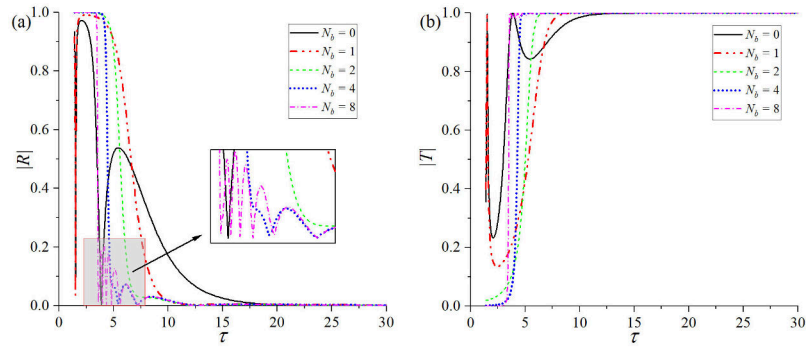 (a)
1.0
0.8
0.6
0.4
0.2
0.0
|R|
N_b = 0
N_b = 1
N_b = 2
N_b = 4
N_b = 8
0 5 10 15 20 25 30
τ
(b)
1.0
0.8
0.6
0.4
0.2
0.0
|T|
N_b = 0
N_b = 1
N_b = 2
N_b = 4
N_b = 8
0 5 10 15 20 25 30
τ